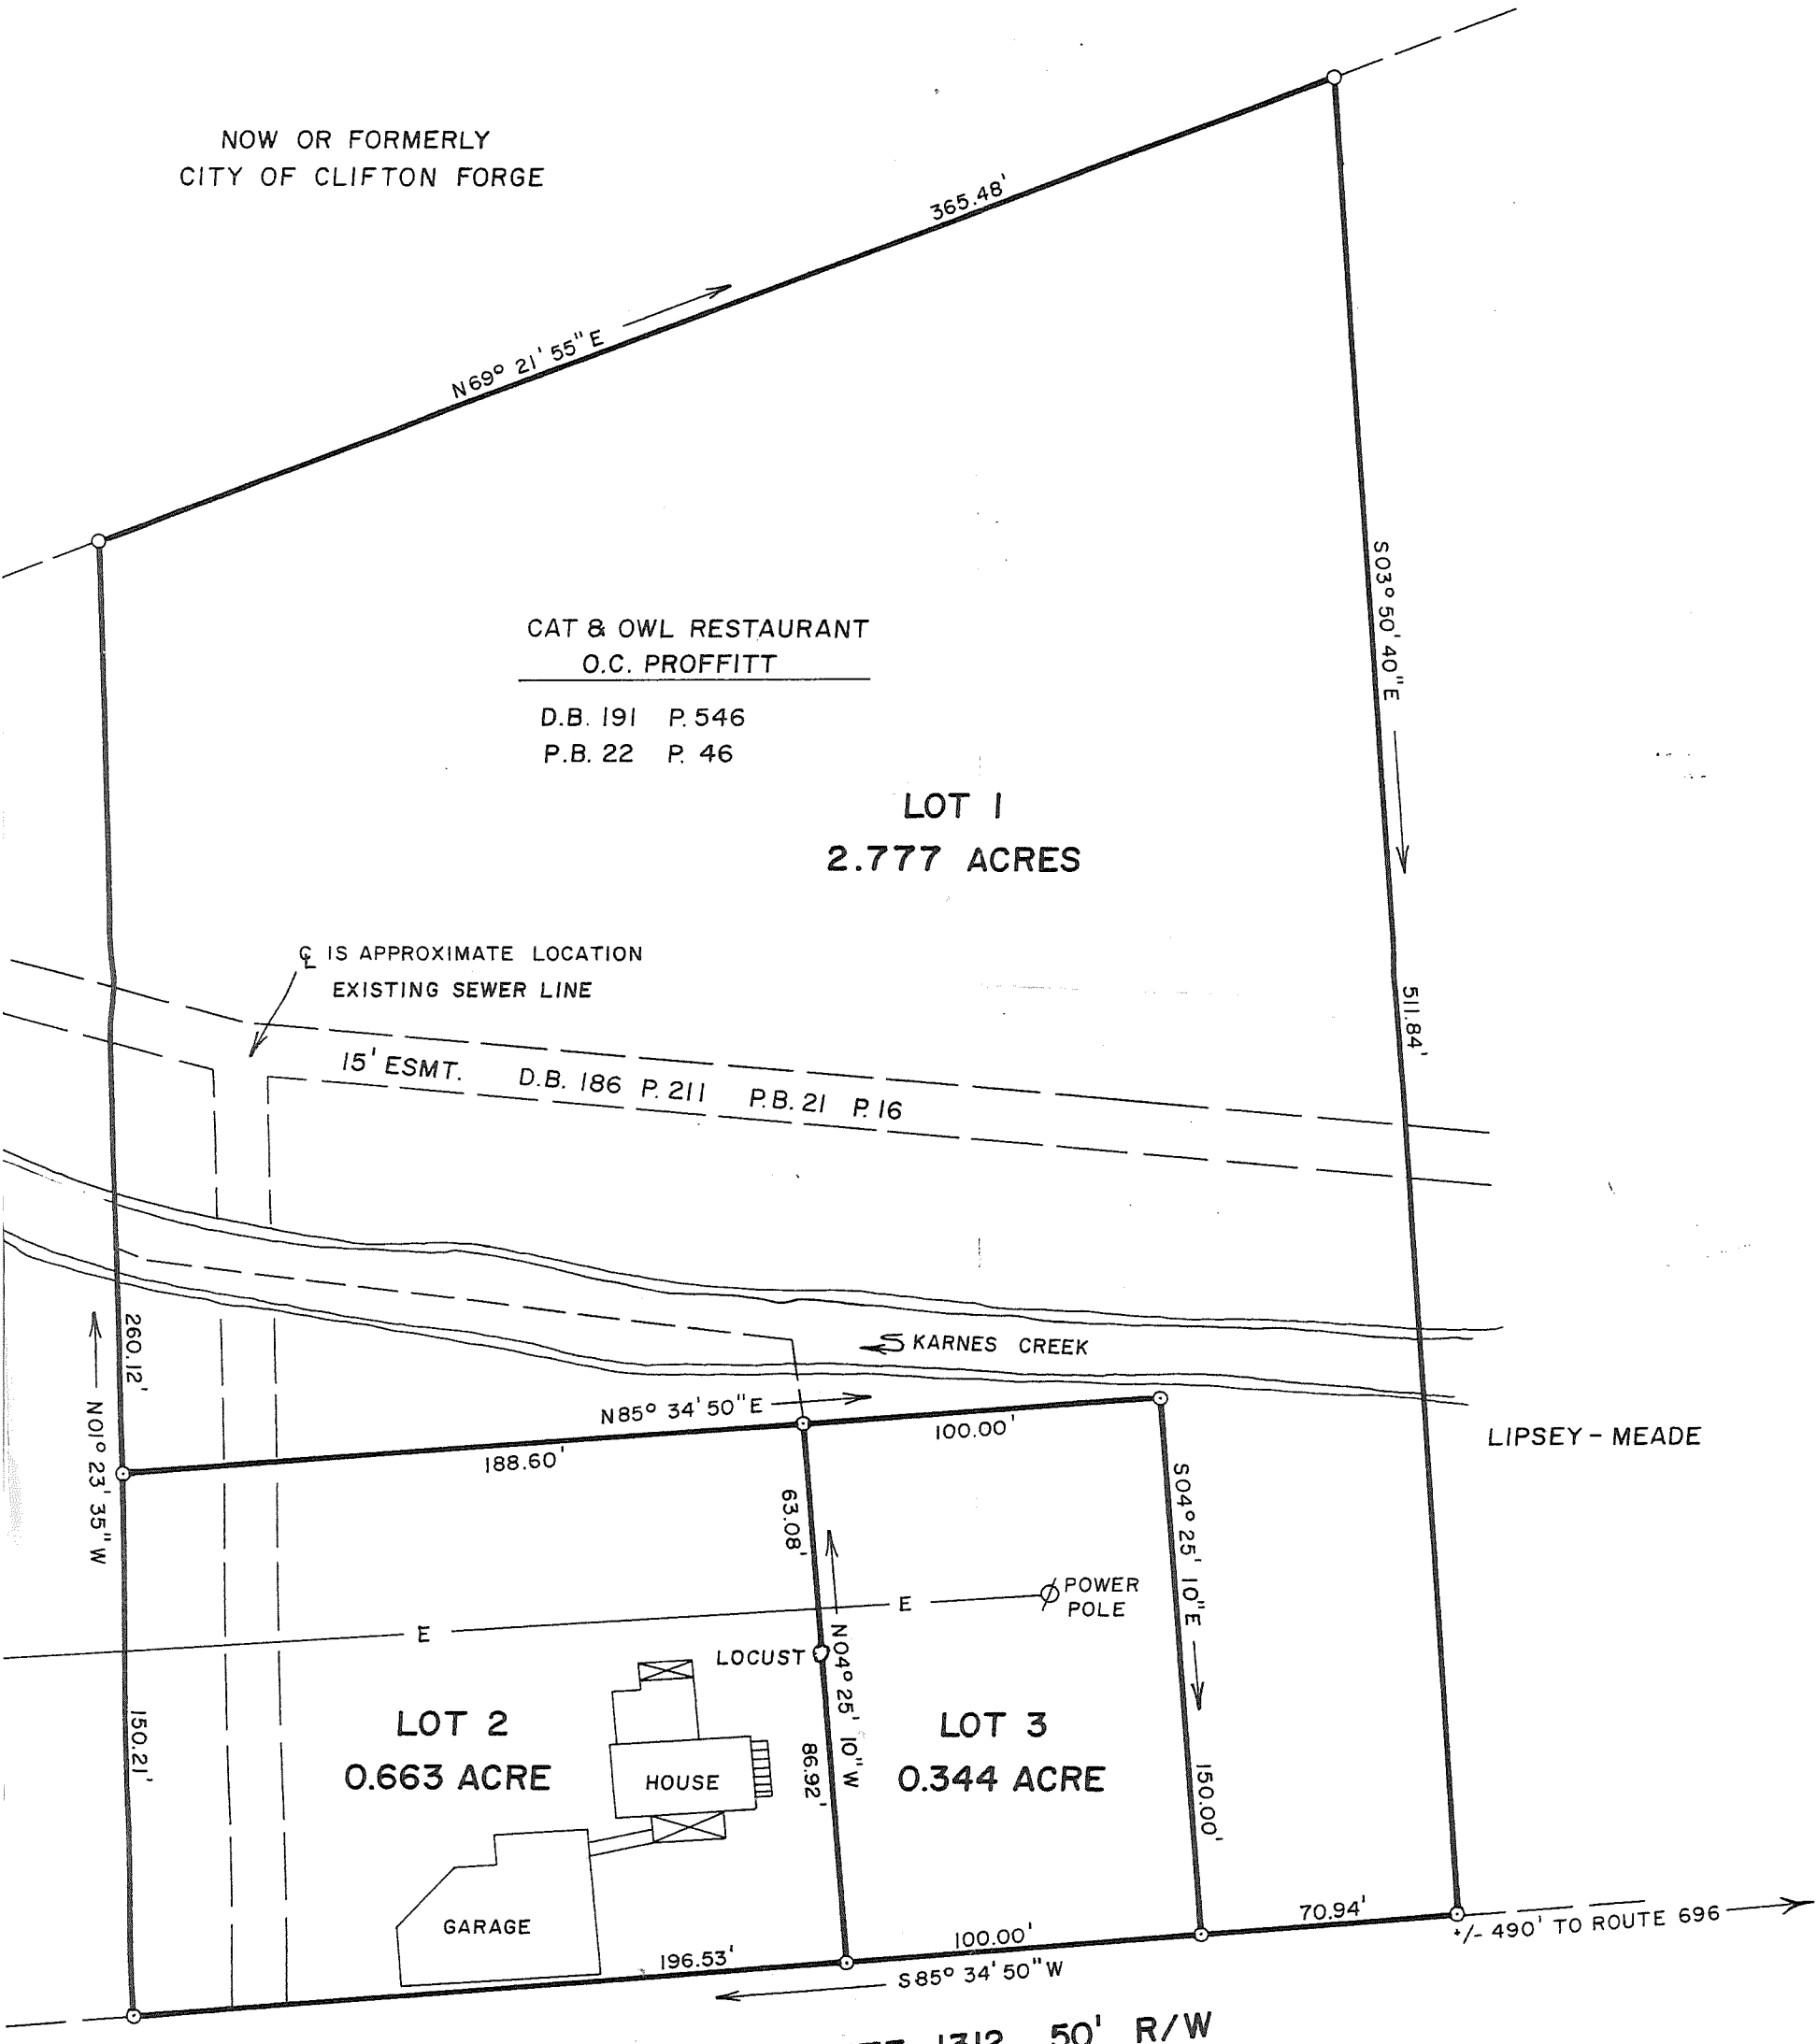 NOW OR FORMERLY
CITY OF CLIFTON FORGE
365.48'
N69° 21' 55" E
S03° 50' 40" E
CAT & OWL RESTAURANT
O.C. PROFFITT
D.B. 191 P. 546
P.B. 22 P. 46
LOT 1
2.777 ACRES
℄ IS APPROXIMATE LOCATION
EXISTING SEWER LINE
511.84'
15' ESMT. D.B. 186 P. 211 P.B. 21 P. 16
260.12'
N01° 23' 35" W
KARNES CREEK
N85° 34' 50" E
188.60'
100.00'
LIPSEY - MEADE
63.08'
S04° 25' 10" E
POWER
POLE
E
E
LOCUST
N04° 25' 10" W
150.21'
LOT 2
0.663 ACRE
HOUSE
86.92'
LOT 3
0.344 ACRE
150.00'
GARAGE
196.53'
100.00'
70.94'
+/- 490' TO ROUTE 696
S85° 34' 50" W
1312 50' R/W